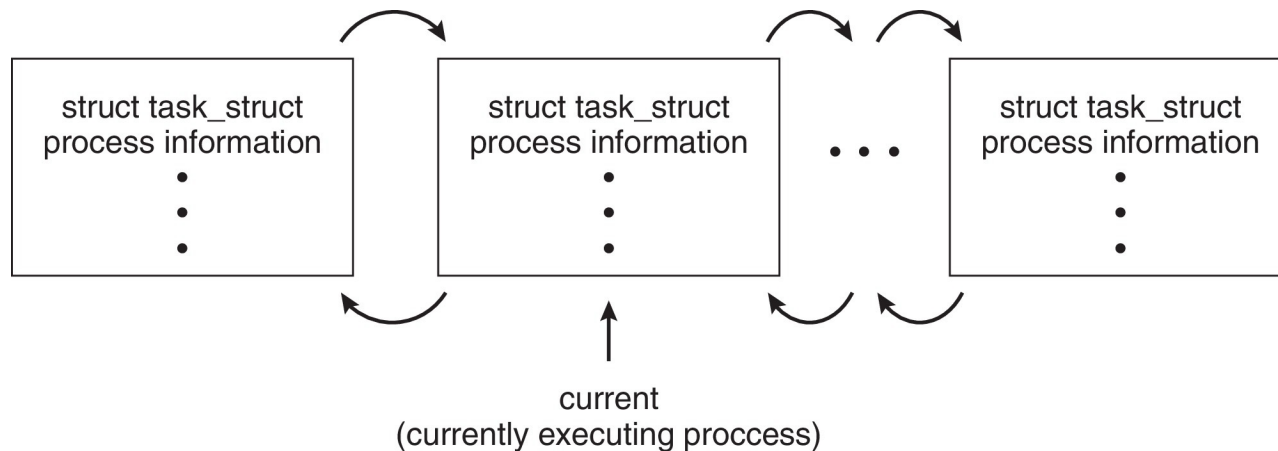 struct task_struct
process information
struct task_struct
process information
struct task_struct
process information
current
(currently executing proccess)